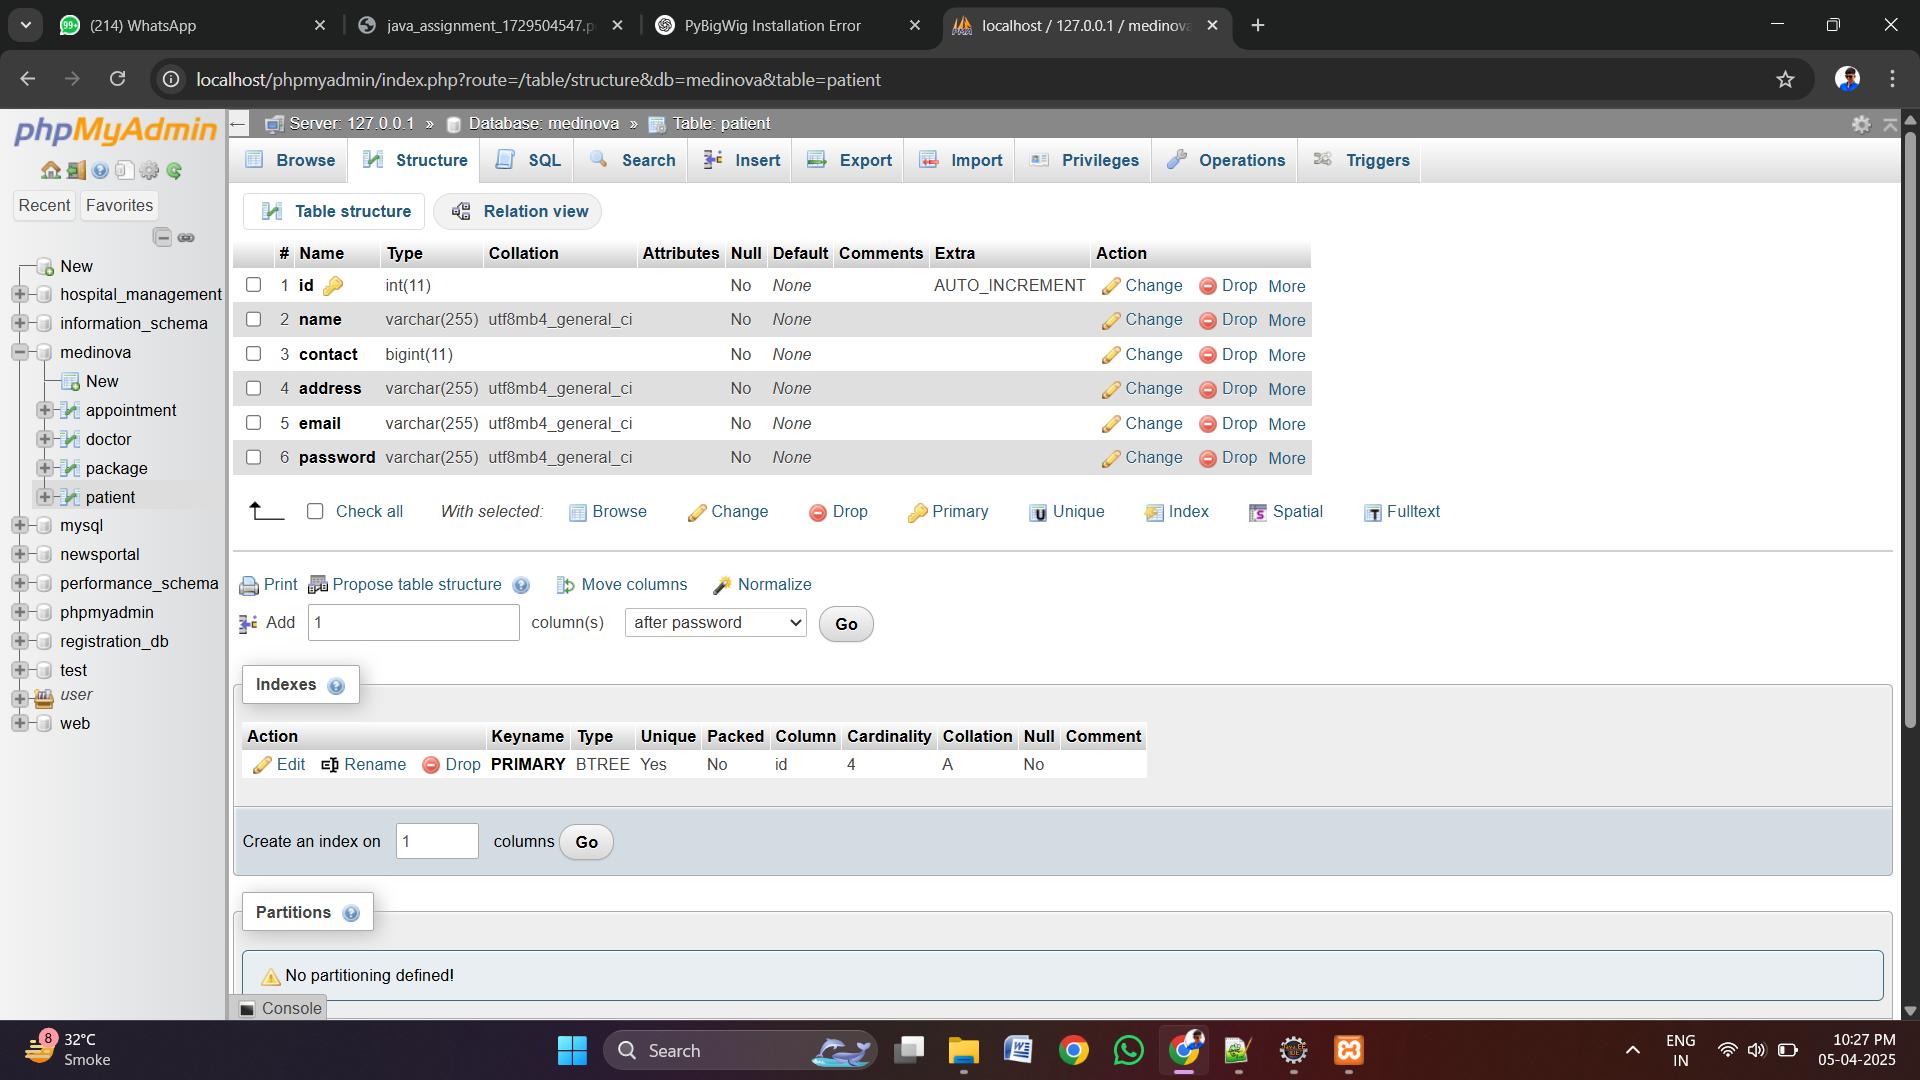 (214) WhatsApp
java_assignment_1729504547.p
PyBigWig Installation Error
localhost / 127.0.0.1 / medinova
localhost/phpmyadmin/index.php?route=/table/structure&db=medinova&table=patient
phpMyAdmin
Server: 127.0.0.1 » Database: medinova » Table: patient
Browse Structure SQL Search Insert Export Import Privileges Operations Triggers
Recent Favorites
New
hospital_management
information_schema
medinova
New
appointment
doctor
package
patient
mysql
newsportal
performance_schema
phpmyadmin
registration_db
test
user
web
Table structure Relation view
# Name Type Collation Attributes Null Default Comments Extra Action
1 id int(11) No None AUTO_INCREMENT Change Drop More
2 name varchar(255) utf8mb4_general_ci No None Change Drop More
3 contact bigint(11) No None Change Drop More
4 address varchar(255) utf8mb4_general_ci No None Change Drop More
5 email varchar(255) utf8mb4_general_ci No None Change Drop More
6 password varchar(255) utf8mb4_general_ci No None Change Drop More
Check all With selected: Browse Change Drop Primary Unique Index Spatial Fulltext
Print Propose table structure Move columns Normalize
Add 1 column(s) after password Go
Indexes
Action Keyname Type Unique Packed Column Cardinality Collation Null Comment
Edit Rename Drop PRIMARY BTREE Yes No id 4 A No
Create an index on 1 columns Go
Partitions
No partitioning defined!
Console
8
32°C
Smoke
Search
ENG
IN
10:27 PM
05-04-2025